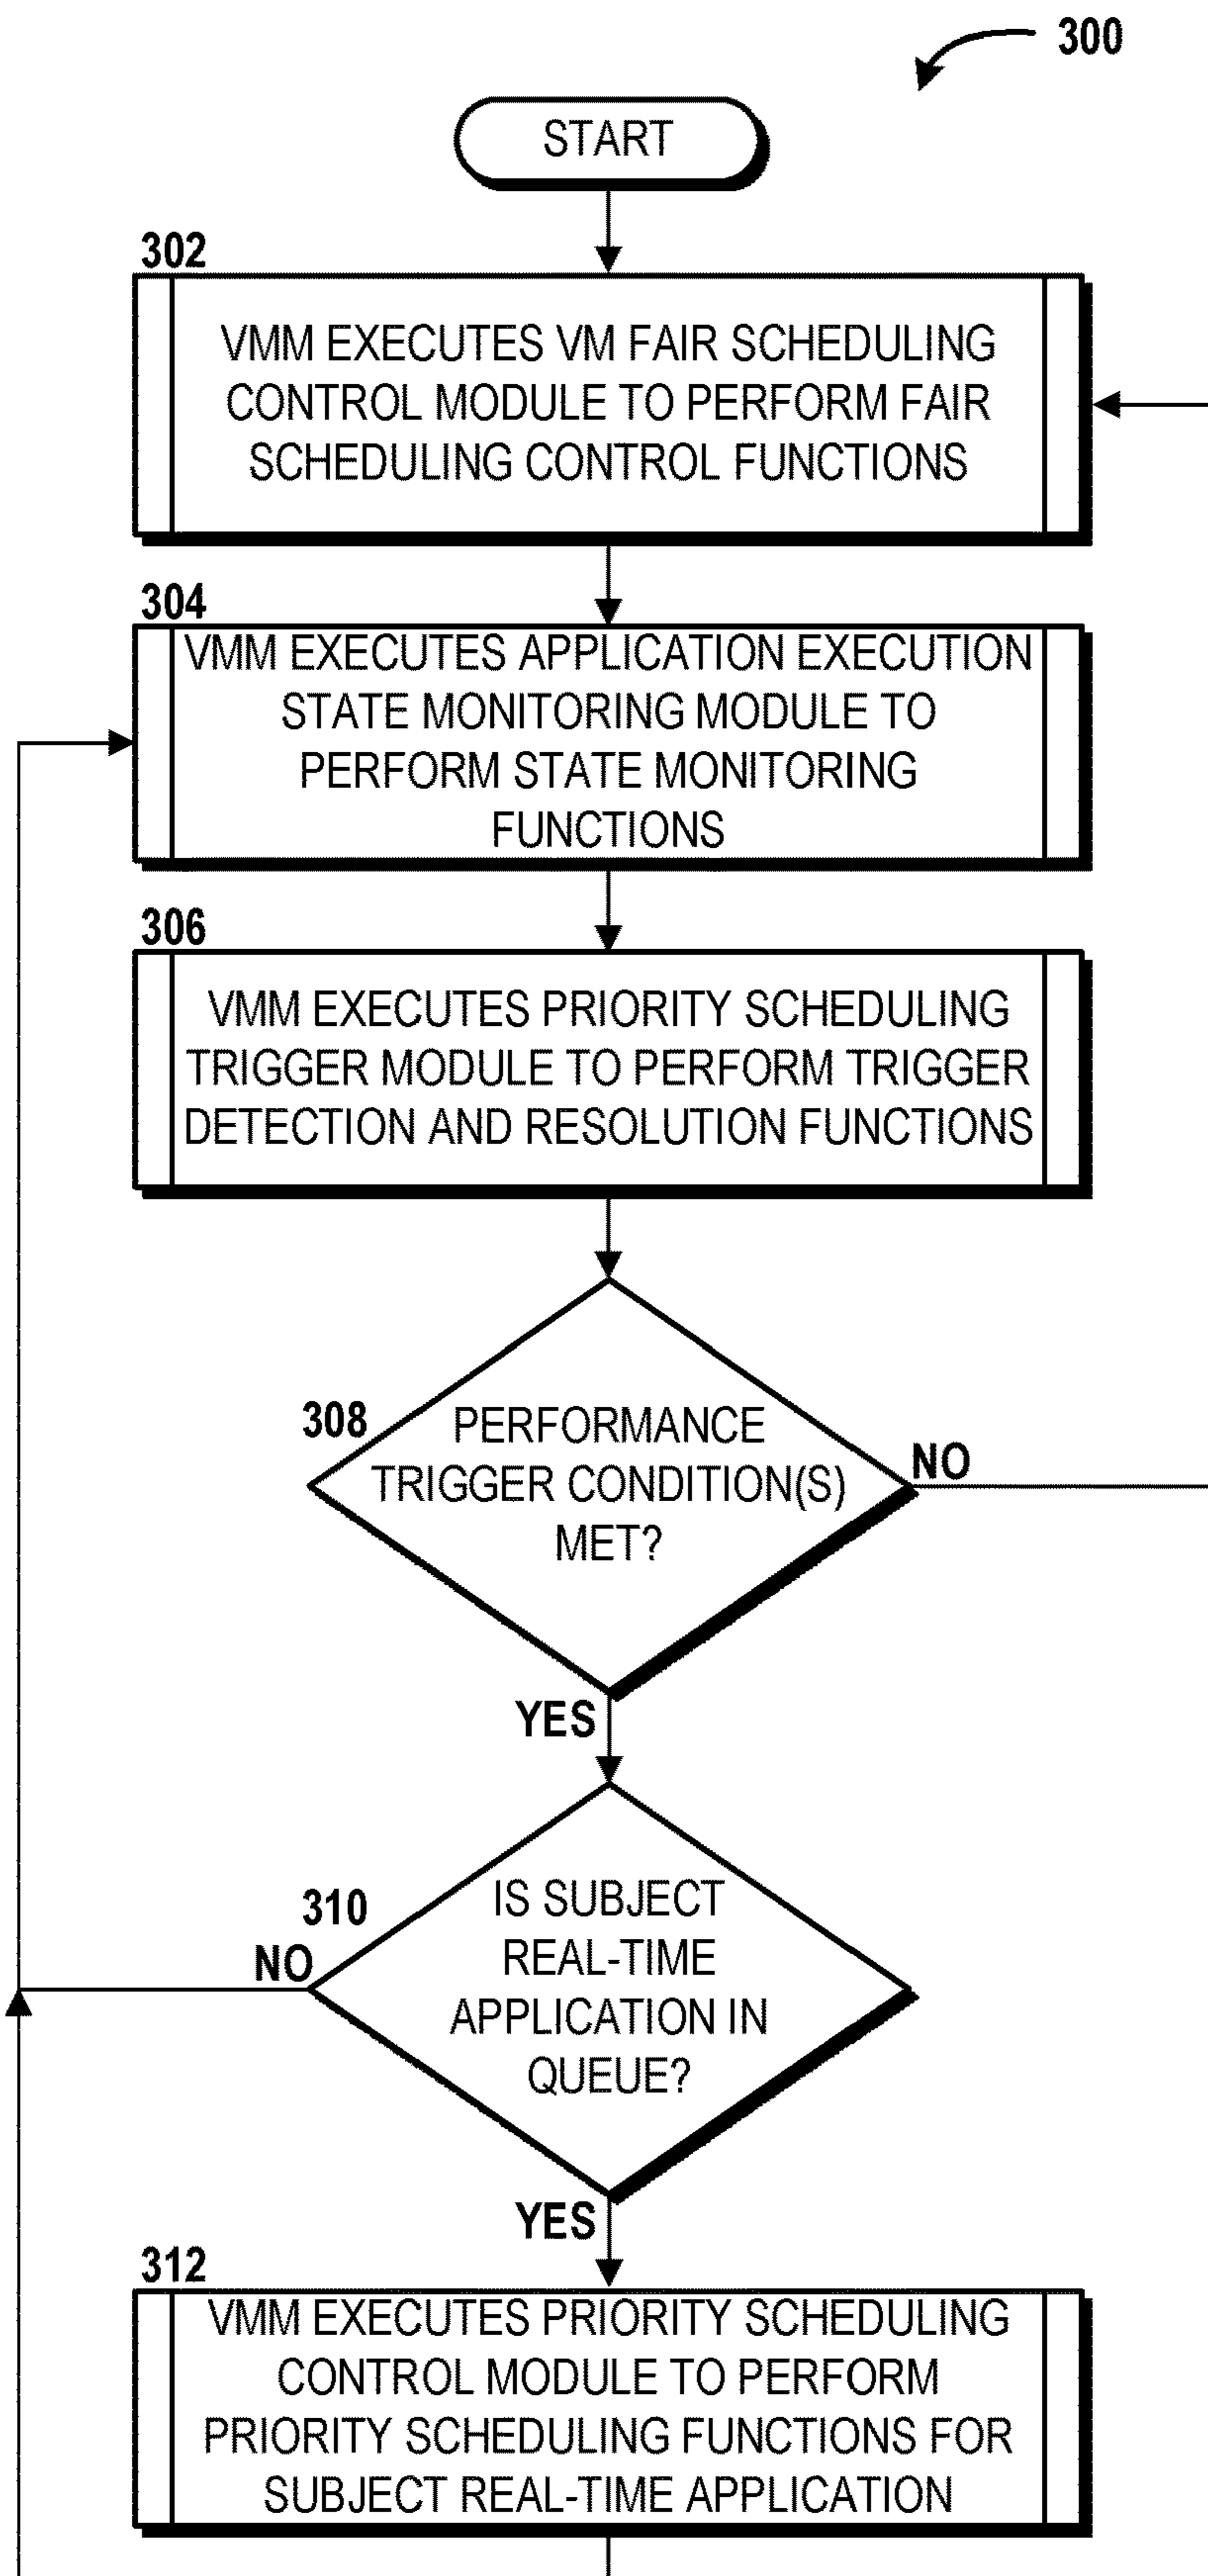 300
START
302
VMM EXECUTES VM FAIR SCHEDULING
CONTROL MODULE TO PERFORM FAIR
SCHEDULING CONTROL FUNCTIONS
304
VMM EXECUTES APPLICATION EXECUTION
STATE MONITORING MODULE TO
PERFORM STATE MONITORING
FUNCTIONS
306
VMM EXECUTES PRIORITY SCHEDULING
TRIGGER MODULE TO PERFORM TRIGGER
DETECTION AND RESOLUTION FUNCTIONS
308
PERFORMANCE
TRIGGER CONDITION(S)
MET?
NO
YES
310
IS SUBJECT
REAL-TIME
APPLICATION IN
QUEUE?
NO
YES
312
VMM EXECUTES PRIORITY SCHEDULING
CONTROL MODULE TO PERFORM
PRIORITY SCHEDULING FUNCTIONS FOR
SUBJECT REAL-TIME APPLICATION